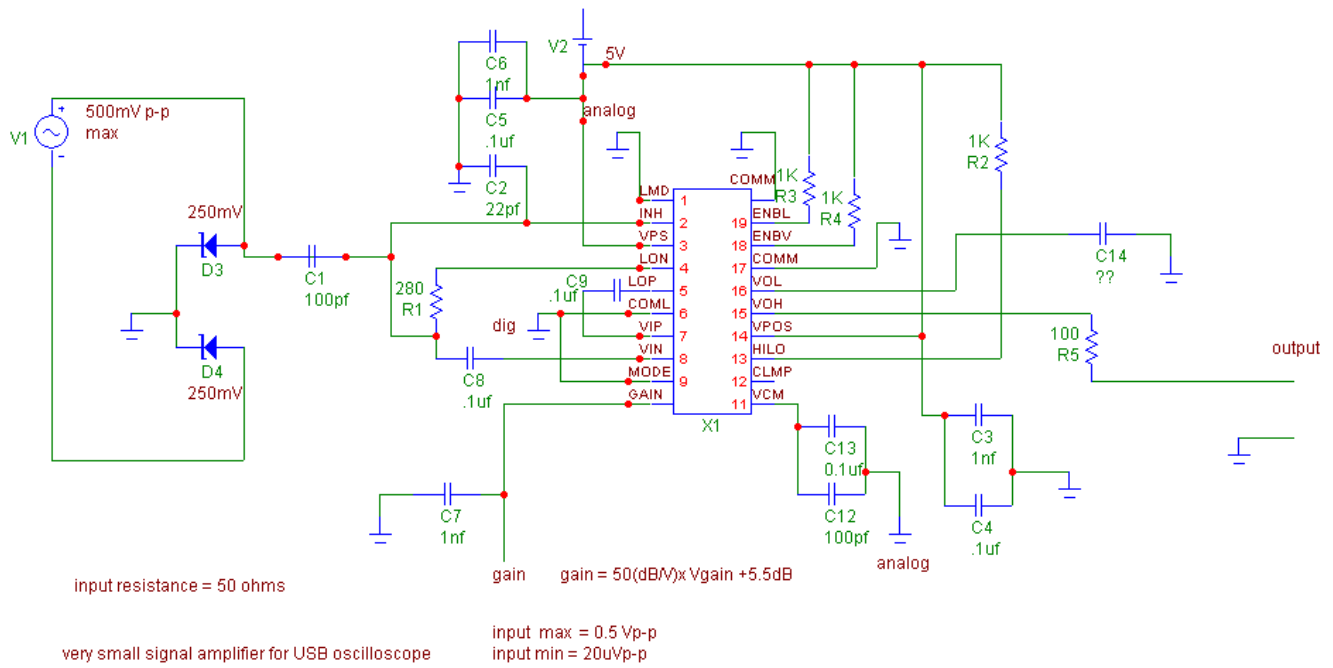 V2
5V
C6
1nf
C5
.1uf
C2
22pf
analog
500mV p-p
max
V1
+
-
250mV
D3
D4
250mV
C1
100pf
280
R1
C8
.1uf
C9
.1uf
dig
LMD
INH
VPS
LON
LOP
COML
VIP
VIN
MODE
GAIN
1
2
3
4
5
6
7
8
9
19
18
17
16
15
14
13
12
11
X1
COMM
ENBL
ENBV
COMM
VOL
VOH
VPOS
HILO
CLMP
VCM
1K
R3
1K
R4
1K
R2
C14
??
100
R5
output
C13
0.1uf
C12
100pf
analog
C3
1nf
C4
.1uf
C7
1nf
gain
gain = 50(dB/V)x Vgain +5.5dB
input resistance = 50 ohms
input max = 0.5 Vp-p
input min = 20uVp-p
very small signal amplifier for USB oscilloscope